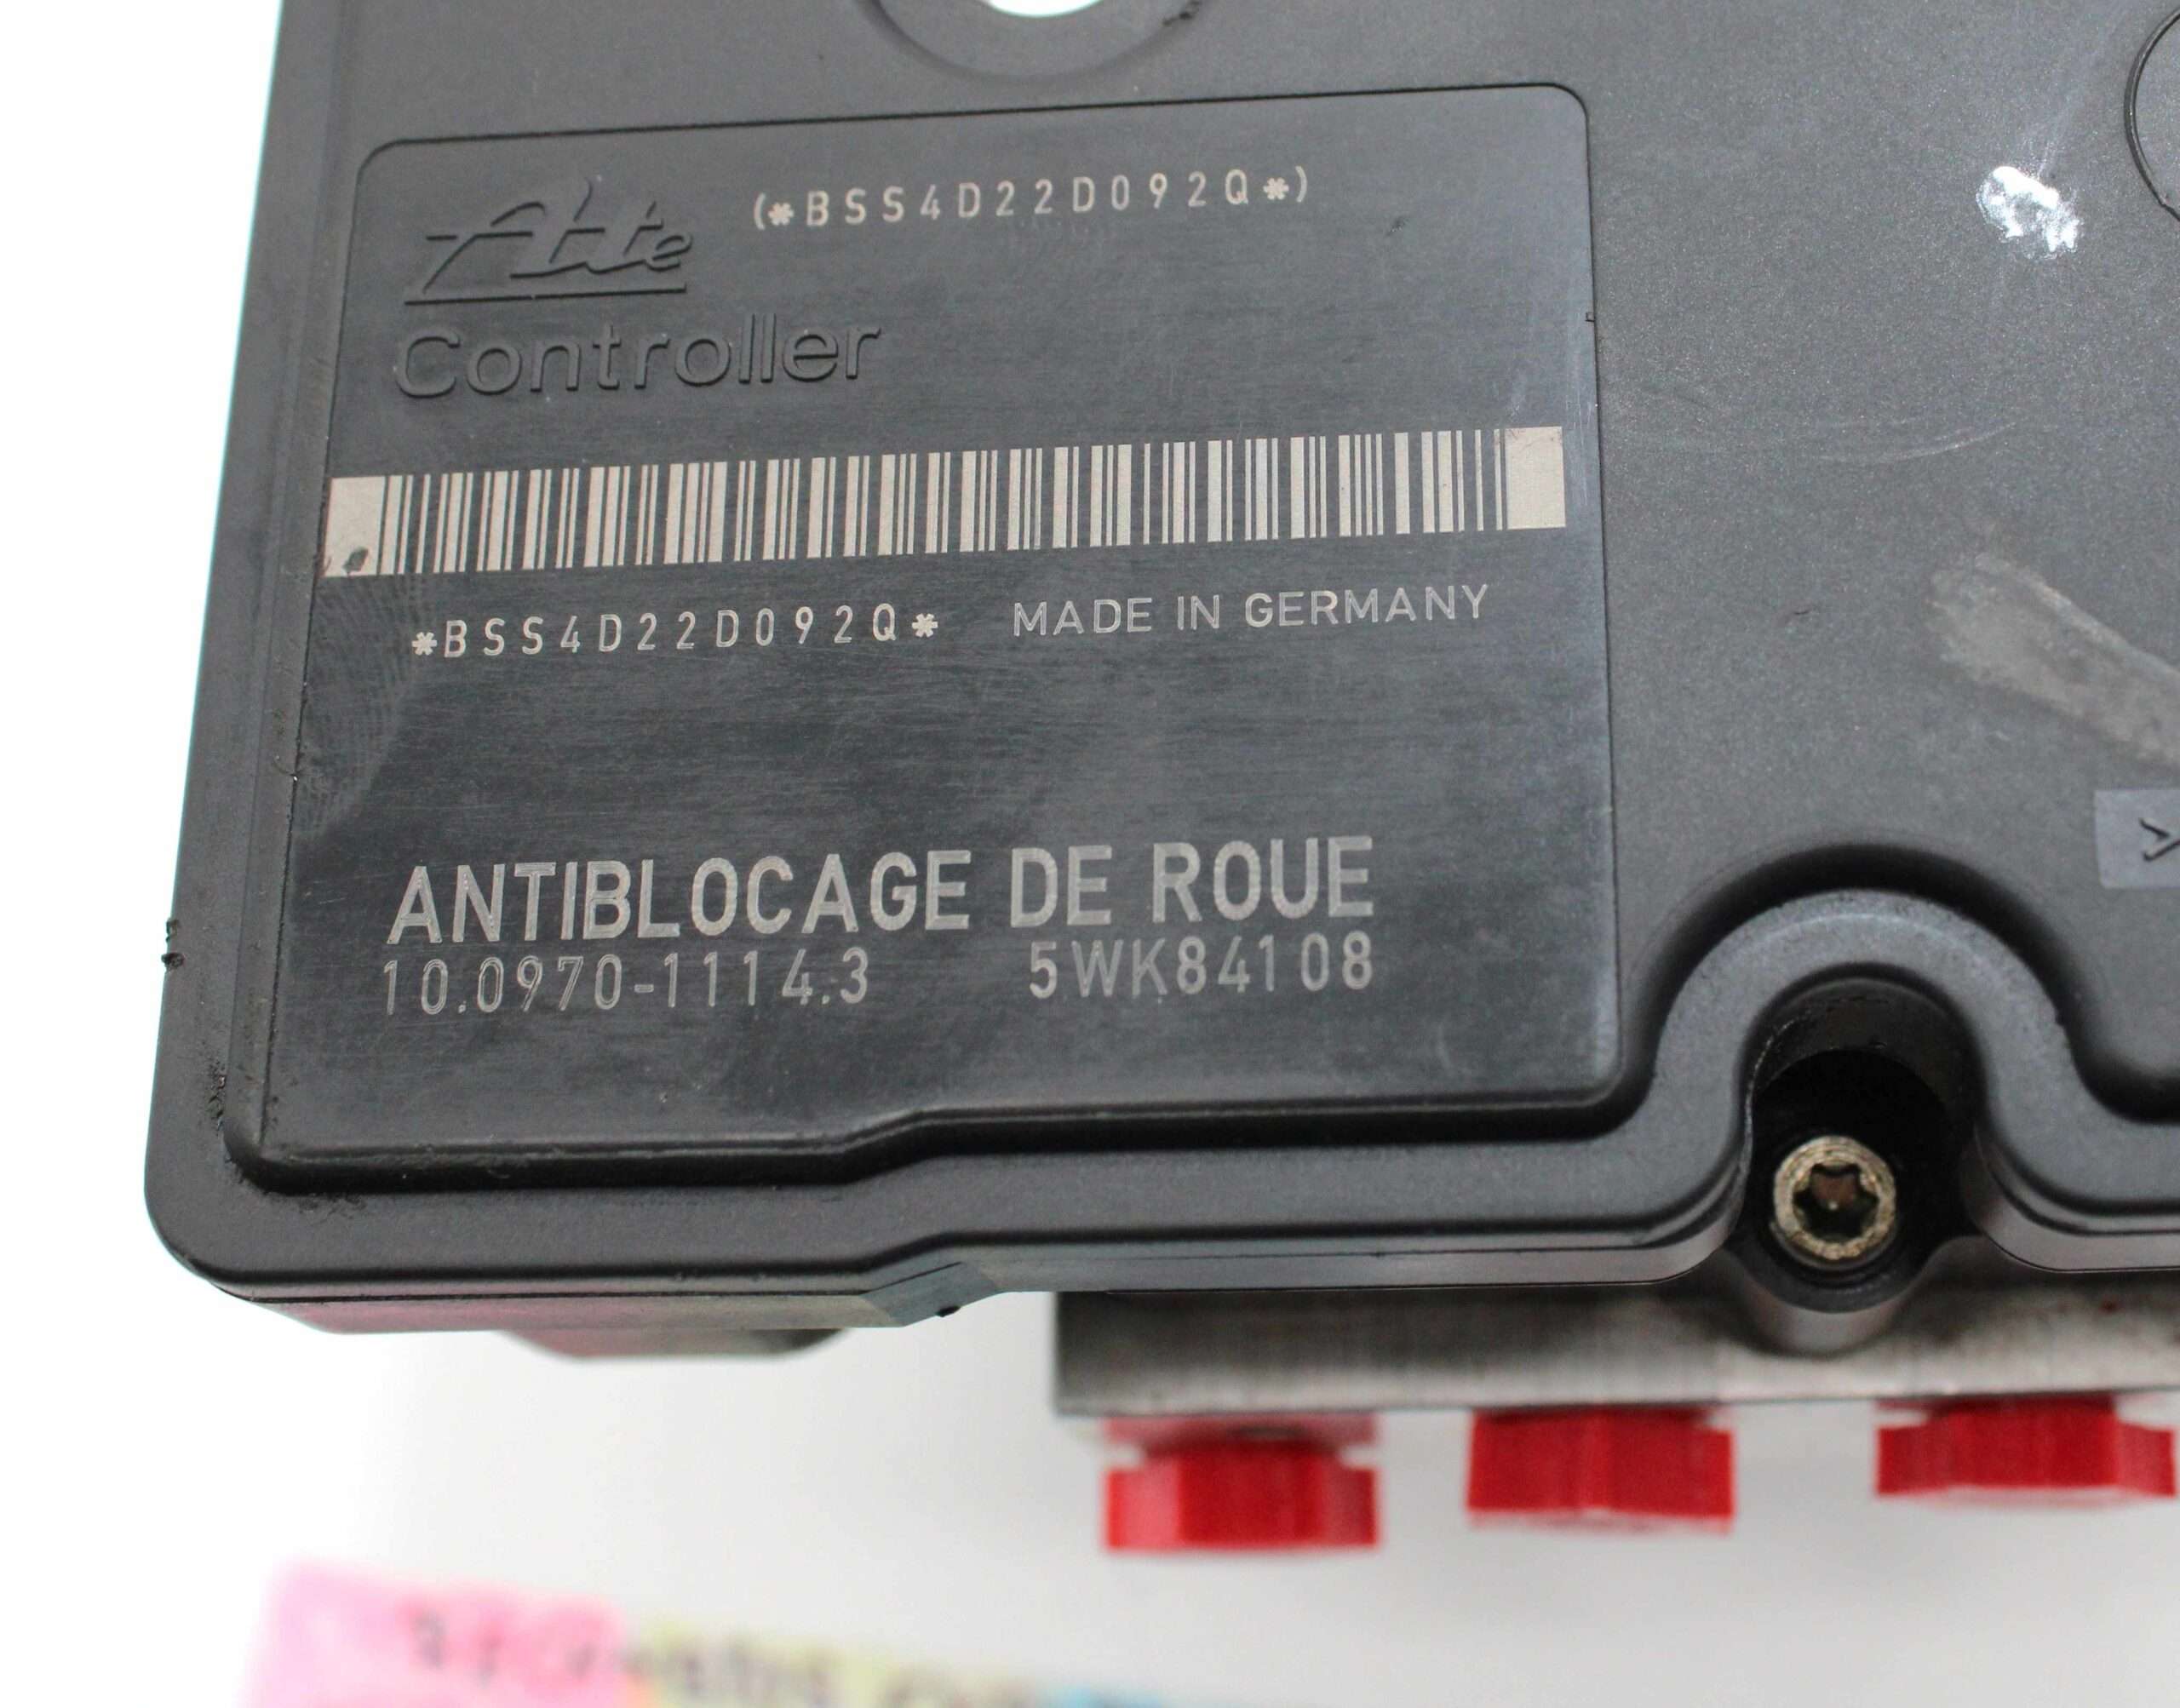 Ate (*BSS4D22D092Q*)
Controller
*BSS4D22D092Q* MADE IN GERMANY
>
ANTIBLOCAGE DE ROUE
10.0970-1114.3 5WK84108